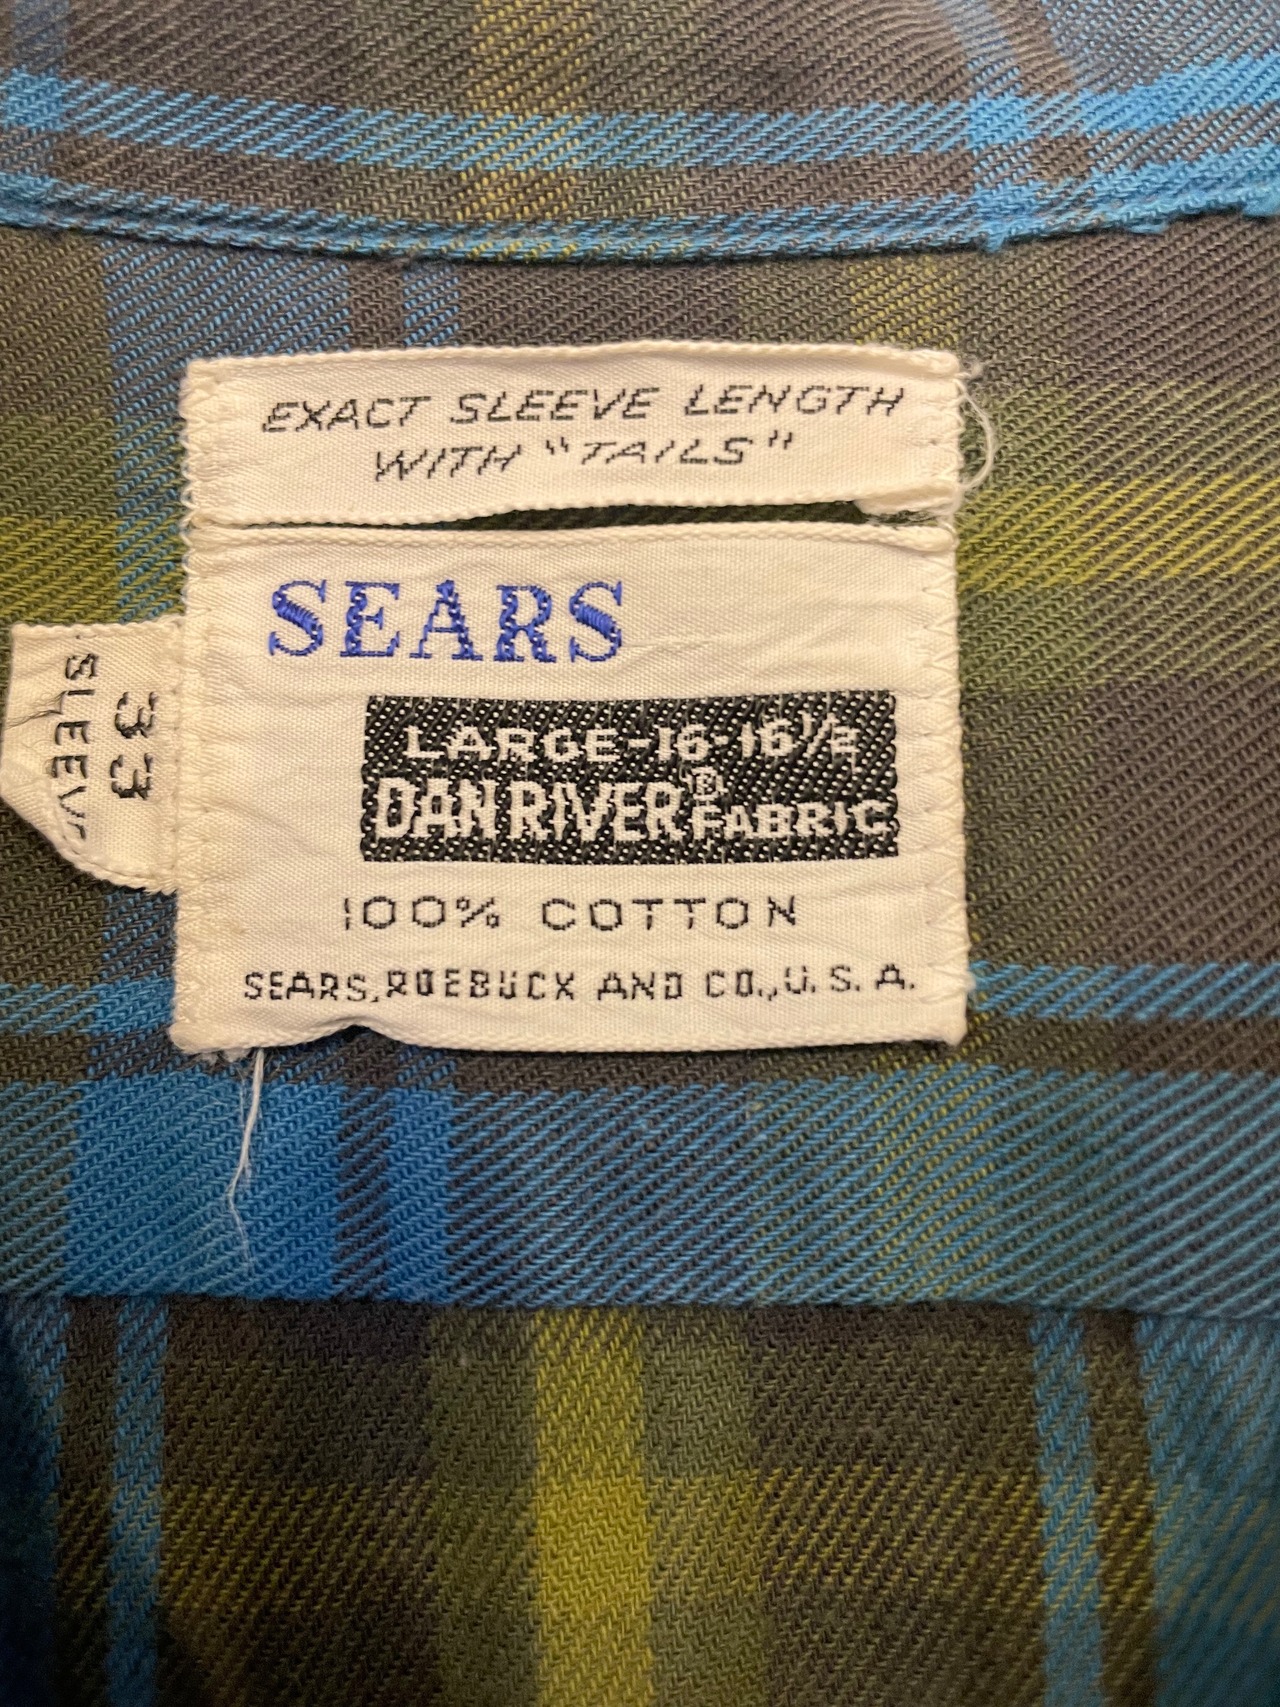 EXACT SLEEVE LENGTH
WITH "TAILS"
SEARS
LARGE-16-16½
DAN RIVER® FABRIC
100% COTTON
SEARS, ROEBUCK AND CO., U.S.A.
33
SLEEVE